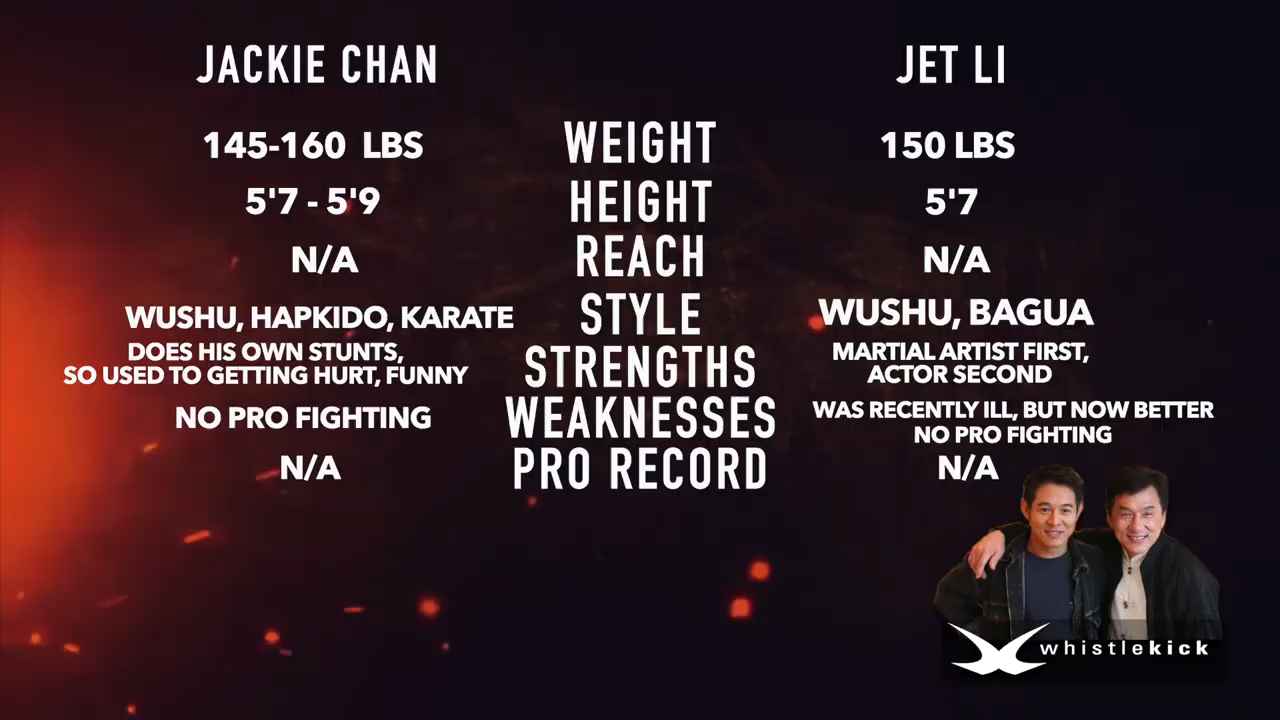 JACKIE CHAN
JET LI
145-160 LBS
WEIGHT
150 LBS
5'7 - 5'9
HEIGHT
5'7
N/A
REACH
N/A
WUSHU, HAPKIDO, KARATE
STYLE
WUSHU, BAGUA
DOES HIS OWN STUNTS,
SO USED TO GETTING HURT, FUNNY
STRENGTHS
MARTIAL ARTIST FIRST,
ACTOR SECOND
NO PRO FIGHTING
WEAKNESSES
WAS RECENTLY ILL, BUT NOW BETTER
NO PRO FIGHTING
N/A
PRO RECORD
N/A
whistlekick